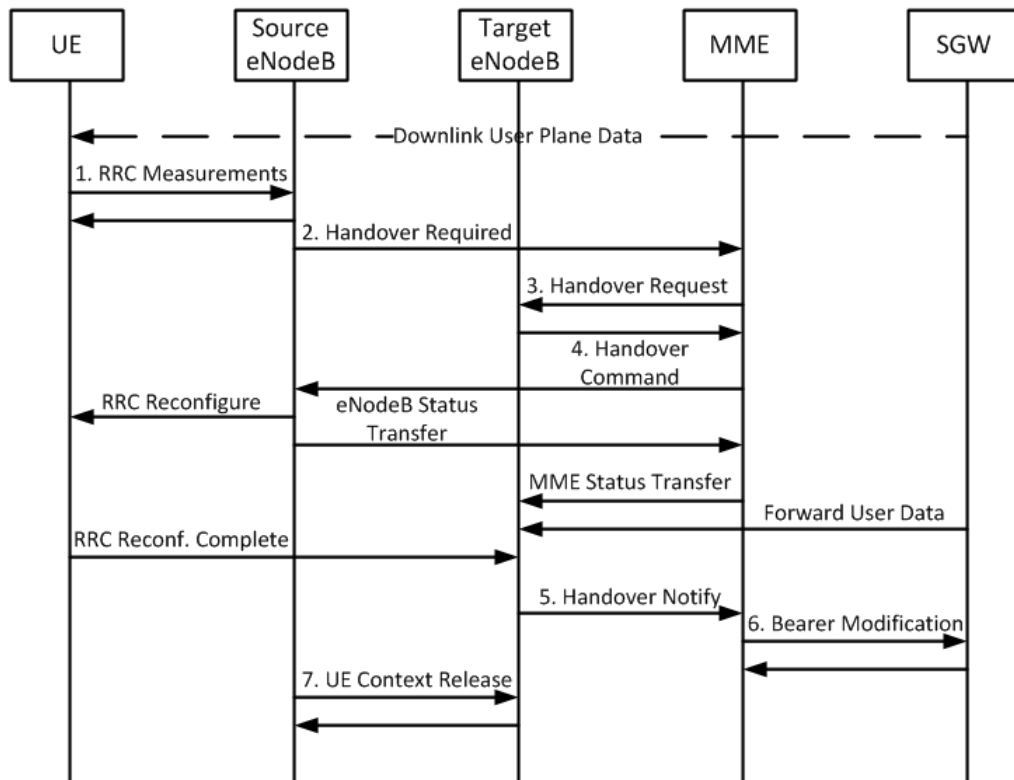 UE
Source
eNodeB
Target
eNodeB
MME
SGW
Downlink User Plane Data
1. RRC Measurements
2. Handover Required
3. Handover Request
4. Handover
Command
RRC Reconfigure
eNodeB Status
Transfer
MME Status Transfer
Forward User Data
RRC Reconf. Complete
5. Handover Notify
6. Bearer Modification
7. UE Context Release